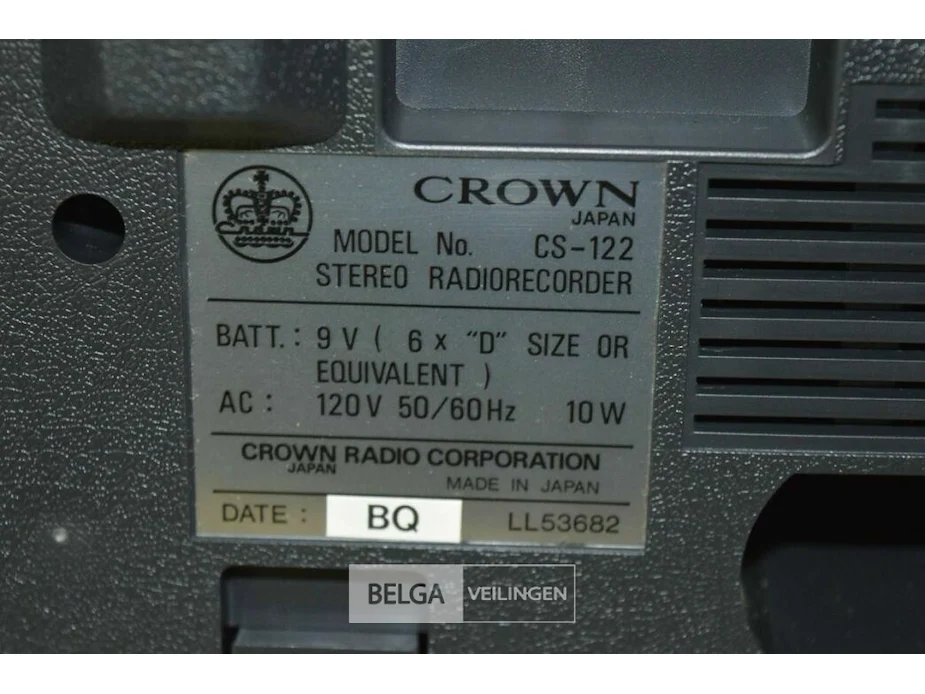 CROWN
JAPAN
Crown
MODEL No. CS-122
STEREO RADIORECORDER
BATT.: 9 V ( 6 x "D" SIZE OR
EQUIVALENT )
AC: 120V 50/60Hz 10W
CROWN RADIO CORPORATION
JAPAN
MADE IN JAPAN
DATE: BQ LL53682
BELGA VEILINGEN